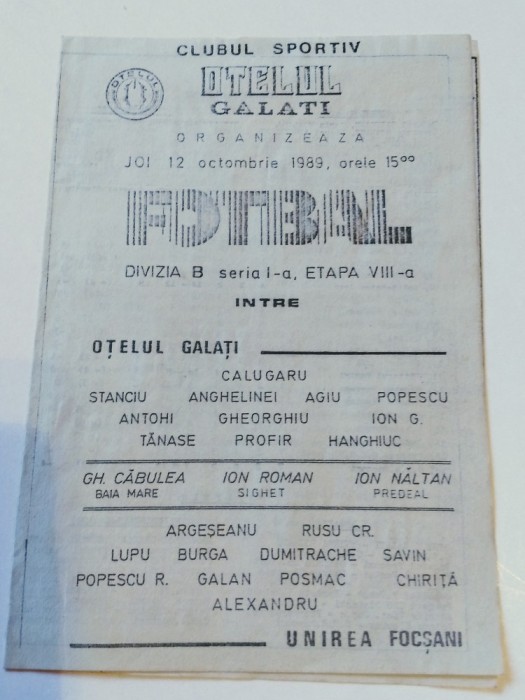 CLUBUL SPORTIV
OȚELUL
OȚELUL
GALATI
ORGANIZEAZA
JOI 12 octombrie 1989, orele 15⁰⁰
FOTBAL
DIVIZIA B seria I-a, ETAPA VIII-a
INTRE
OȚELUL GALAȚI
CALUGARU
STANCIU ANGHELINEI AGIU POPESCU
ANTOHI GHEORGHIU ION G.
TĂNASE PROFIR HANGHIUC
GH. CĂBULEA ION ROMAN ION NĂLTAN
BAIA MARE SIGHET PREDEAL
ARGEȘEANU RUSU CR.
LUPU BURGA DUMITRACHE SAVIN
POPESCU R. GALAN POSMAC CHIRIȚĂ
ALEXANDRU
UNIREA FOCȘANI